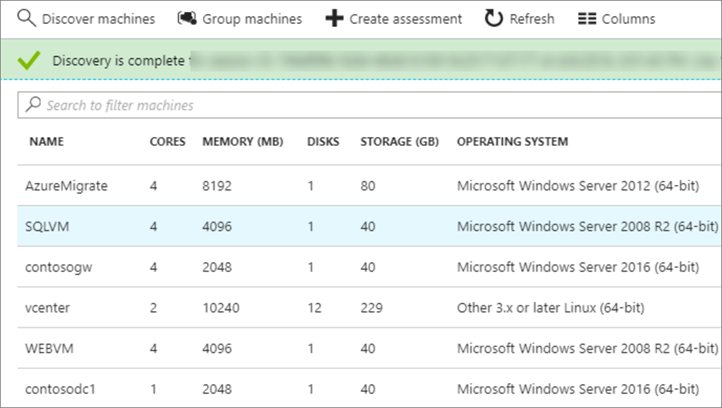 Discover machines Group machines Create assessment Refresh Columns
Discovery is complete
Search to filter machines
NAME CORES MEMORY (MB) DISKS STORAGE (GB) OPERATING SYSTEM
AzureMigrate 4 8192 1 80 Microsoft Windows Server 2012 (64-bit)
SQLVM 4 4096 1 40 Microsoft Windows Server 2008 R2 (64-bit)
contosogw 4 2048 1 40 Microsoft Windows Server 2016 (64-bit)
vcenter 2 10240 12 229 Other 3.x or later Linux (64-bit)
WEBVM 4 4096 1 40 Microsoft Windows Server 2008 R2 (64-bit)
contosodc1 1 2048 1 40 Microsoft Windows Server 2016 (64-bit)